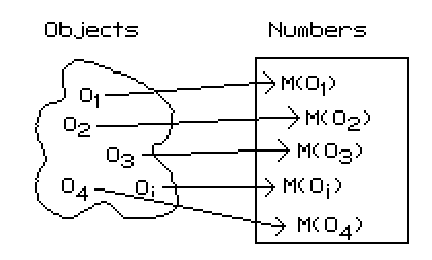 Objects Numbers
O₁ M(O₁)
O₂ M(O₂)
O₃ M(O₃)
O₄ Oᵢ M(Oᵢ)
M(O₄)